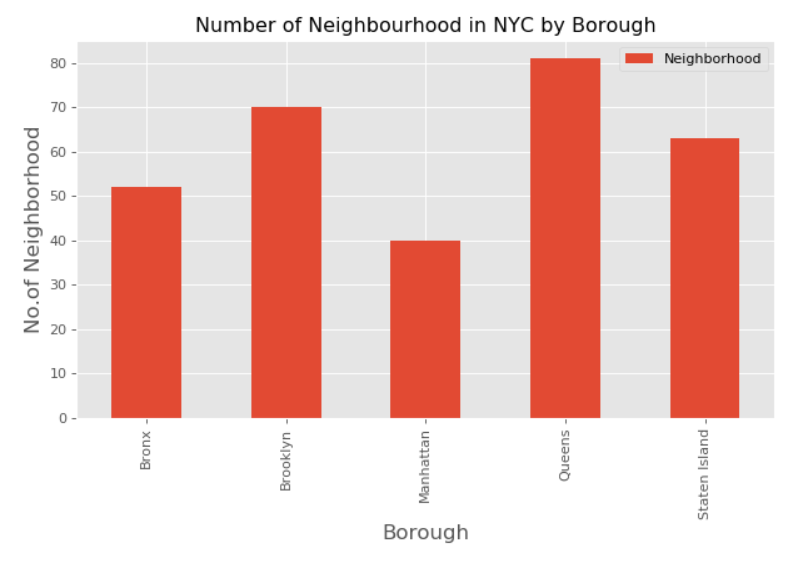 Number of Neighbourhood in NYC by Borough
Neighborhood
No.of Neighborhood
80
70
60
50
40
30
20
10
0
Bronx
Brooklyn
Manhattan
Queens
Staten Island
Borough